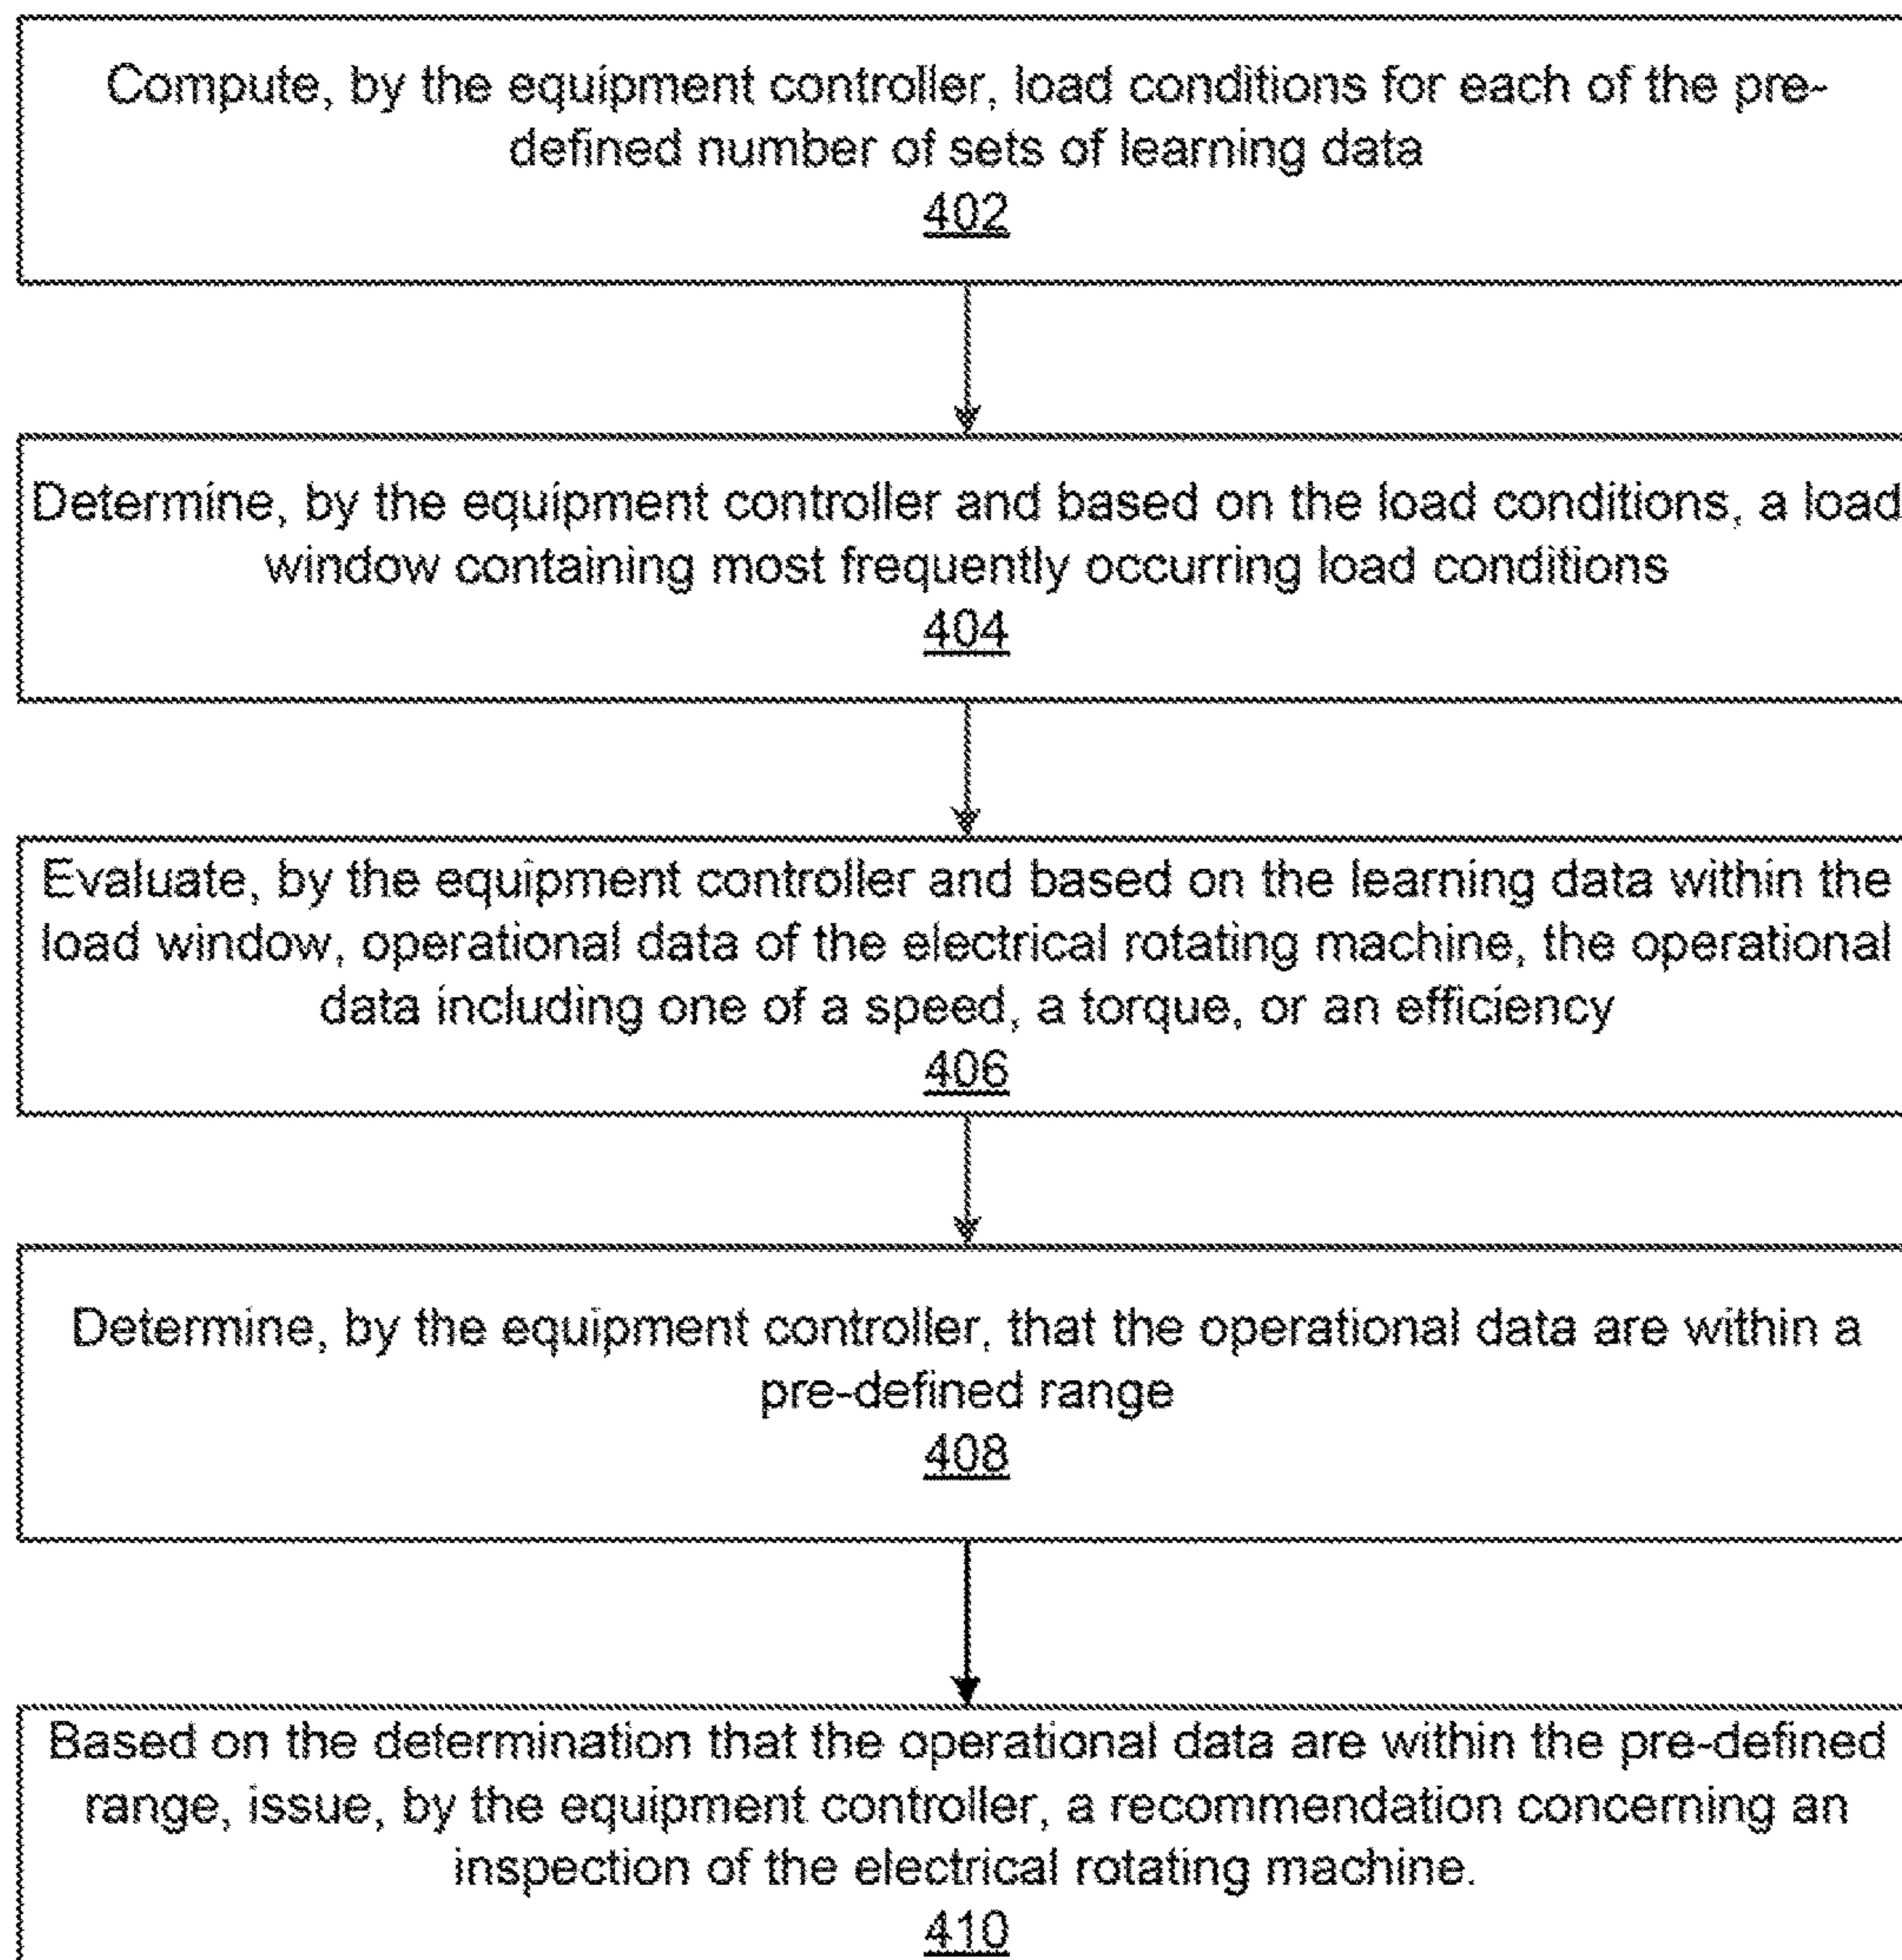 Compute, by the equipment controller, load conditions for each of the pre-
defined number of sets of learning data
402
Determine, by the equipment controller and based on the load conditions, a load
window containing most frequently occurring load conditions
404
Evaluate, by the equipment controller and based on the learning data within the
load window, operational data of the electrical rotating machine, the operational
data including one of a speed, a torque, or an efficiency
406
Determine, by the equipment controller, that the operational data are within a
pre-defined range
408
Based on the determination that the operational data are within the pre-defined
range, issue, by the equipment controller, a recommendation concerning an
inspection of the electrical rotating machine.
410